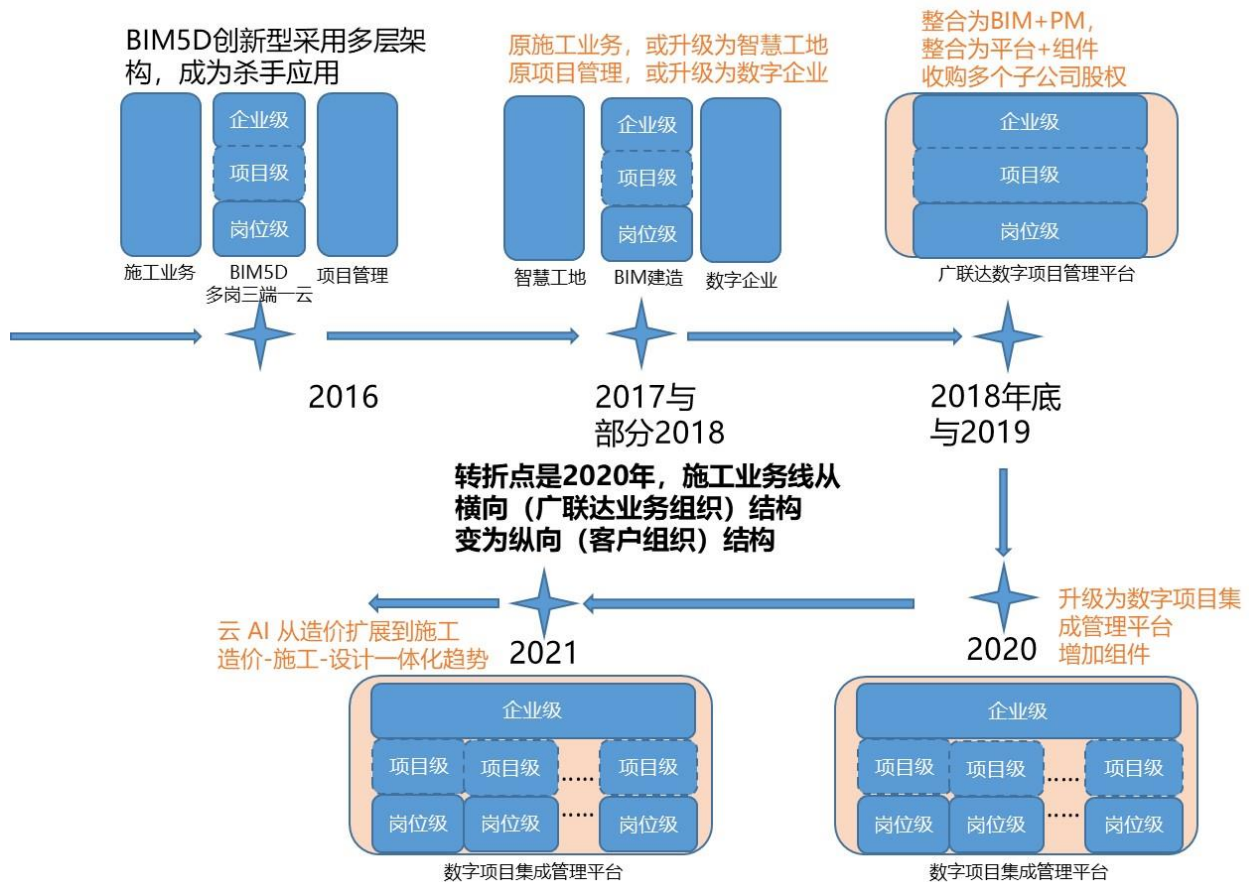 BIM5D创新型采用多层架
构，成为杀手应用
企业级
项目级
岗位级
施工业务
BIM5D
多岗三端一云
项目管理
2016
原施工业务，或升级为智慧工地
原项目管理，或升级为数字企业
企业级
项目级
岗位级
智慧工地
BIM建造
数字企业
2017与
部分2018
整合为BIM+PM，
整合为平台+组件
收购多个子公司股权
企业级
项目级
岗位级
广联达数字项目管理平台
2018年底
与2019
转折点是2020年，施工业务线从
横向（广联达业务组织）结构
变为纵向（客户组织）结构
升级为数字项目集
成管理平台
增加组件
2020
企业级
项目级 项目级 …… 项目级
岗位级 岗位级 …… 岗位级
数字项目集成管理平台
云 AI 从造价扩展到施工
造价-施工-设计一体化趋势
2021
企业级
项目级 项目级 …… 项目级
岗位级 岗位级 …… 岗位级
数字项目集成管理平台